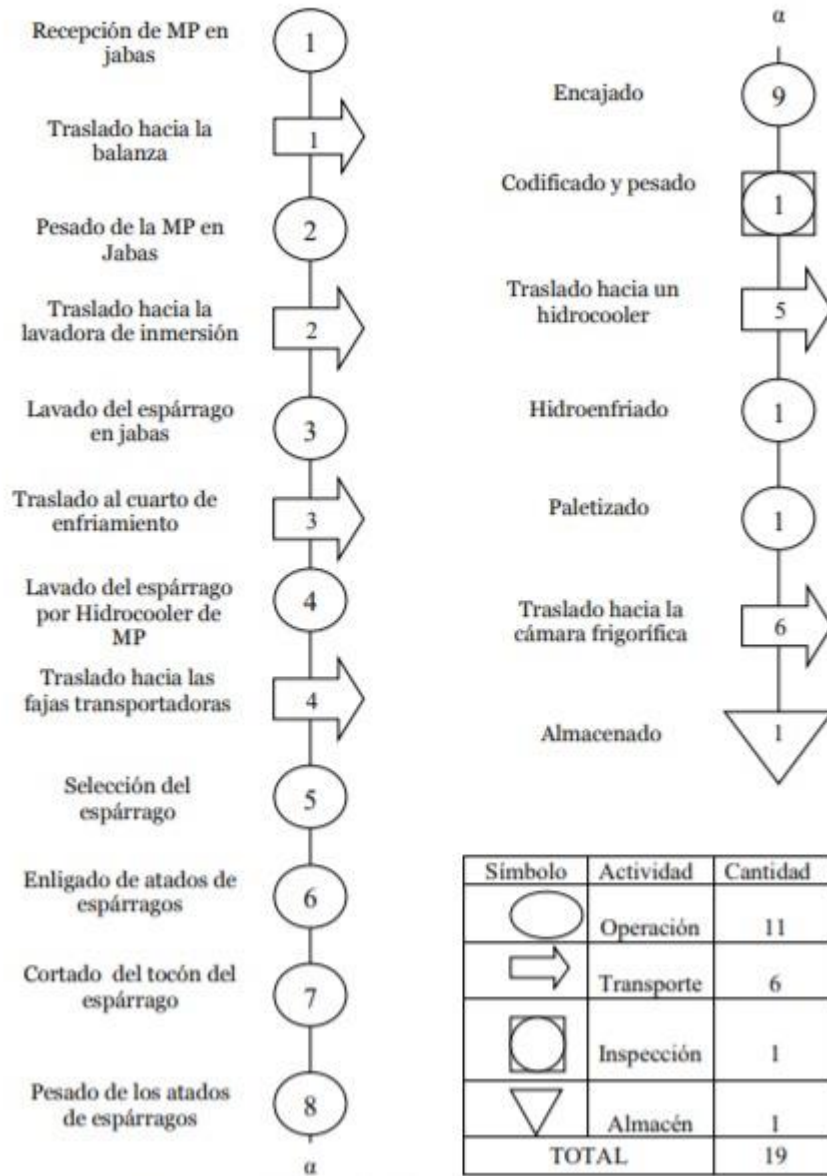 Recepción de MP en
jabas
1
Traslado hacia la
balanza
1
Pesado de la MP en
Jabas
2
Traslado hacia la
lavadora de inmersión
2
Lavado del espárrago
en jabas
3
Traslado al cuarto de
enfriamiento
3
Lavado del espárrago
por Hidrocooler de
MP
4
Traslado hacia las
fajas transportadoras
4
Selección del
espárrago
5
Enligado de atados de
espárragos
6
Cortado del tocón del
espárrago
7
Pesado de los atados
de espárragos
8
α
α
Encajado
9
Codificado y pesado
1
Traslado hacia un
hidrocooler
5
Hidroenfriado
1
Paletizado
1
Traslado hacia la
cámara frigorífica
6
Almacenado
1
Símbolo Actividad Cantidad
Operación 11
Transporte 6
Inspección 1
Almacén 1
TOTAL 19